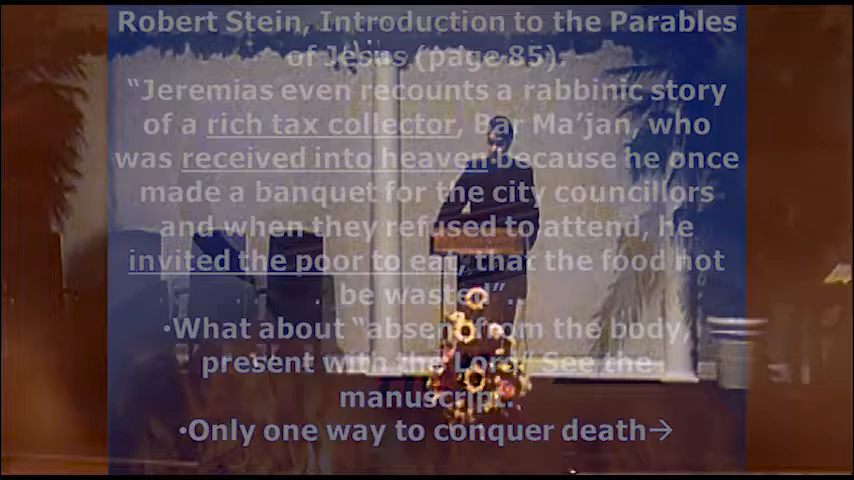 Robert Stein, Introduction to the Parables
of Jesus (page 85).
“Jeremias even recounts a rabbinic story
of a rich tax collector, Bar Ma’jan, who
was received into heaven because he once
made a banquet for the city councillors
and when they refused to attend, he
invited the poor to eat, that the food not
be wasted”.
•What about “absent from the body,
present with the Lord” See the
manuscript.
•Only one way to conquer death→